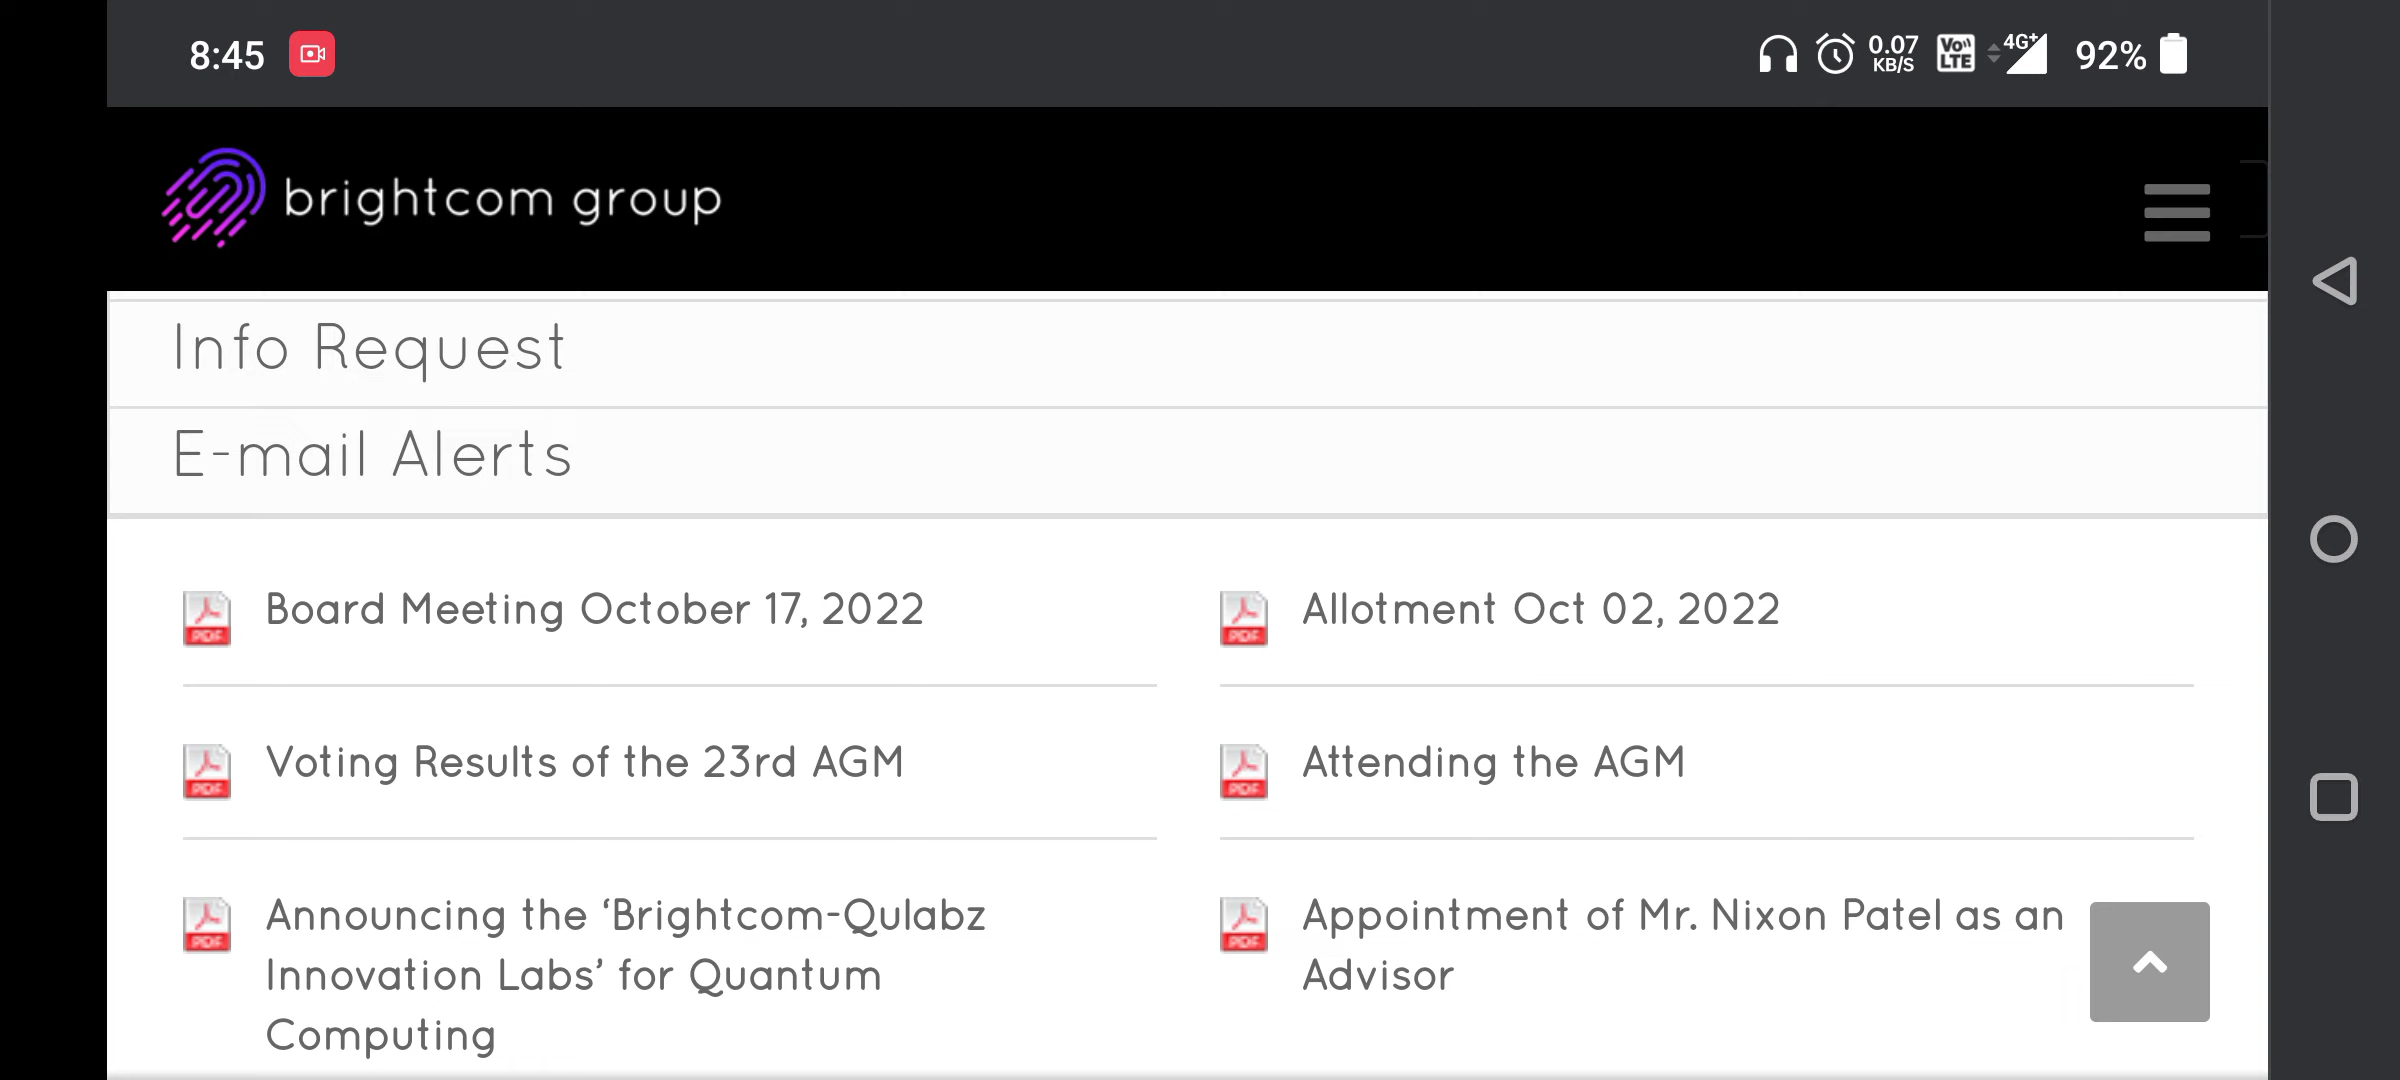 8:45
0.07
KB/S
Vo))
LTE
4G+
92%
brightcom group
Info Request
E-mail Alerts
PDF Board Meeting October 17, 2022
PDF Allotment Oct 02, 2022
PDF Voting Results of the 23rd AGM
PDF Attending the AGM
PDF Announcing the ‘Brightcom-Qulabz
Innovation Labs’ for Quantum
Computing
PDF Appointment of Mr. Nixon Patel as an
Advisor